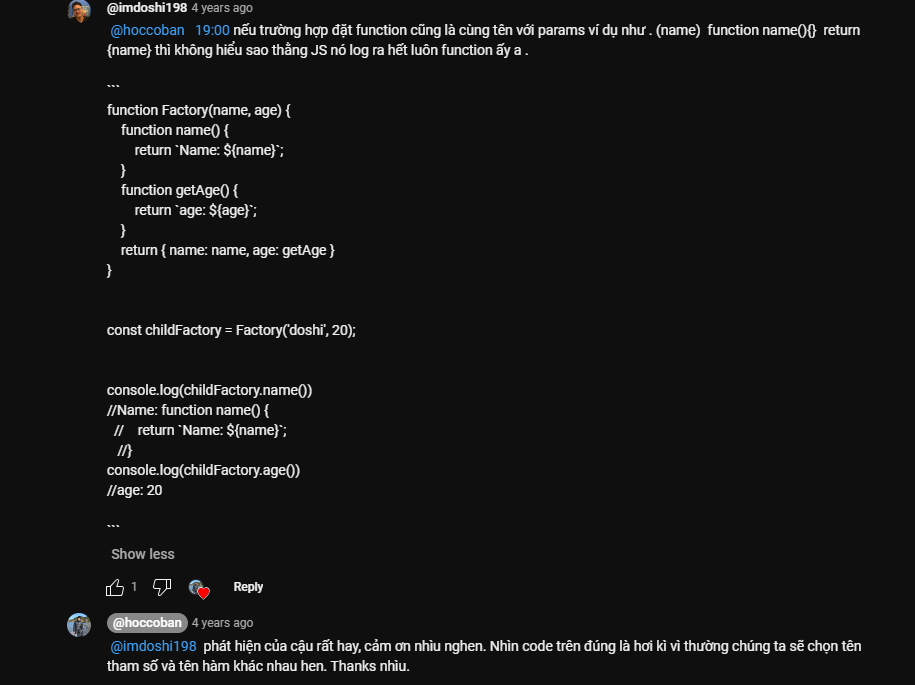 @imdoshi198 4 years ago
@hoccoban 19:00 nếu trường hợp đặt function cũng là cùng tên với params ví dụ như . (name) function name(){} return
{name} thì không hiểu sao thằng JS nó log ra hết luôn function ấy a .
```
function Factory(name, age) {
function name() {
return `Name: ${name}`;
}
function getAge() {
return `age: ${age}`;
}
return { name: name, age: getAge }
}
const childFactory = Factory('doshi', 20);
console.log(childFactory.name())
//Name: function name() {
// return `Name: ${name}`;
//}
console.log(childFactory.age())
//age: 20
```
Show less
1 Reply
@hoccoban 4 years ago
@imdoshi198 phát hiện của cậu rất hay, cảm ơn nhìu nghen. Nhìn code trên đúng là hơi kì vì thường chúng ta sẽ chọn tên
tham số và tên hàm khác nhau hen. Thanks nhìu.